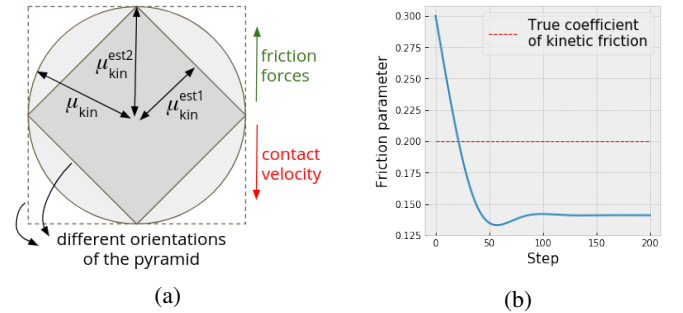 μ_kin^est2
μ_kin
μ_kin^est1
friction
forces
contact
velocity
different orientations
of the pyramid
(a)
Friction parameter
0.300
0.275
0.250
0.225
0.200
0.175
0.150
0.125
True coefficient
of kinetic friction
0 50 100 150 200
Step
(b)